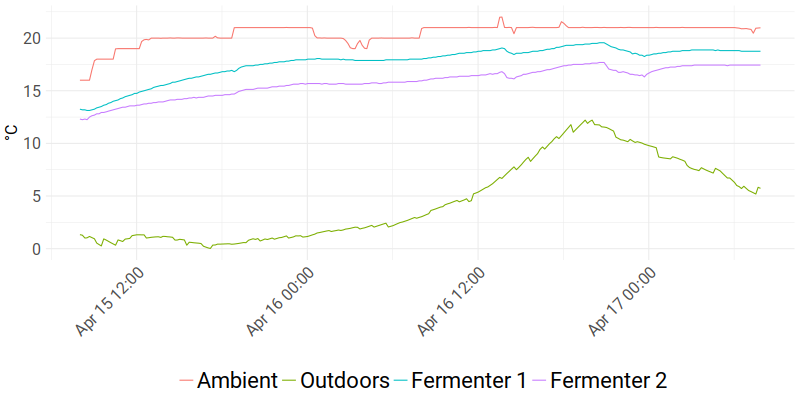 20
15
°C
10
5
0
Apr 15 12:00
Apr 16 00:00
Apr 16 12:00
Apr 17 00:00
Ambient Outdoors Fermenter 1 Fermenter 2